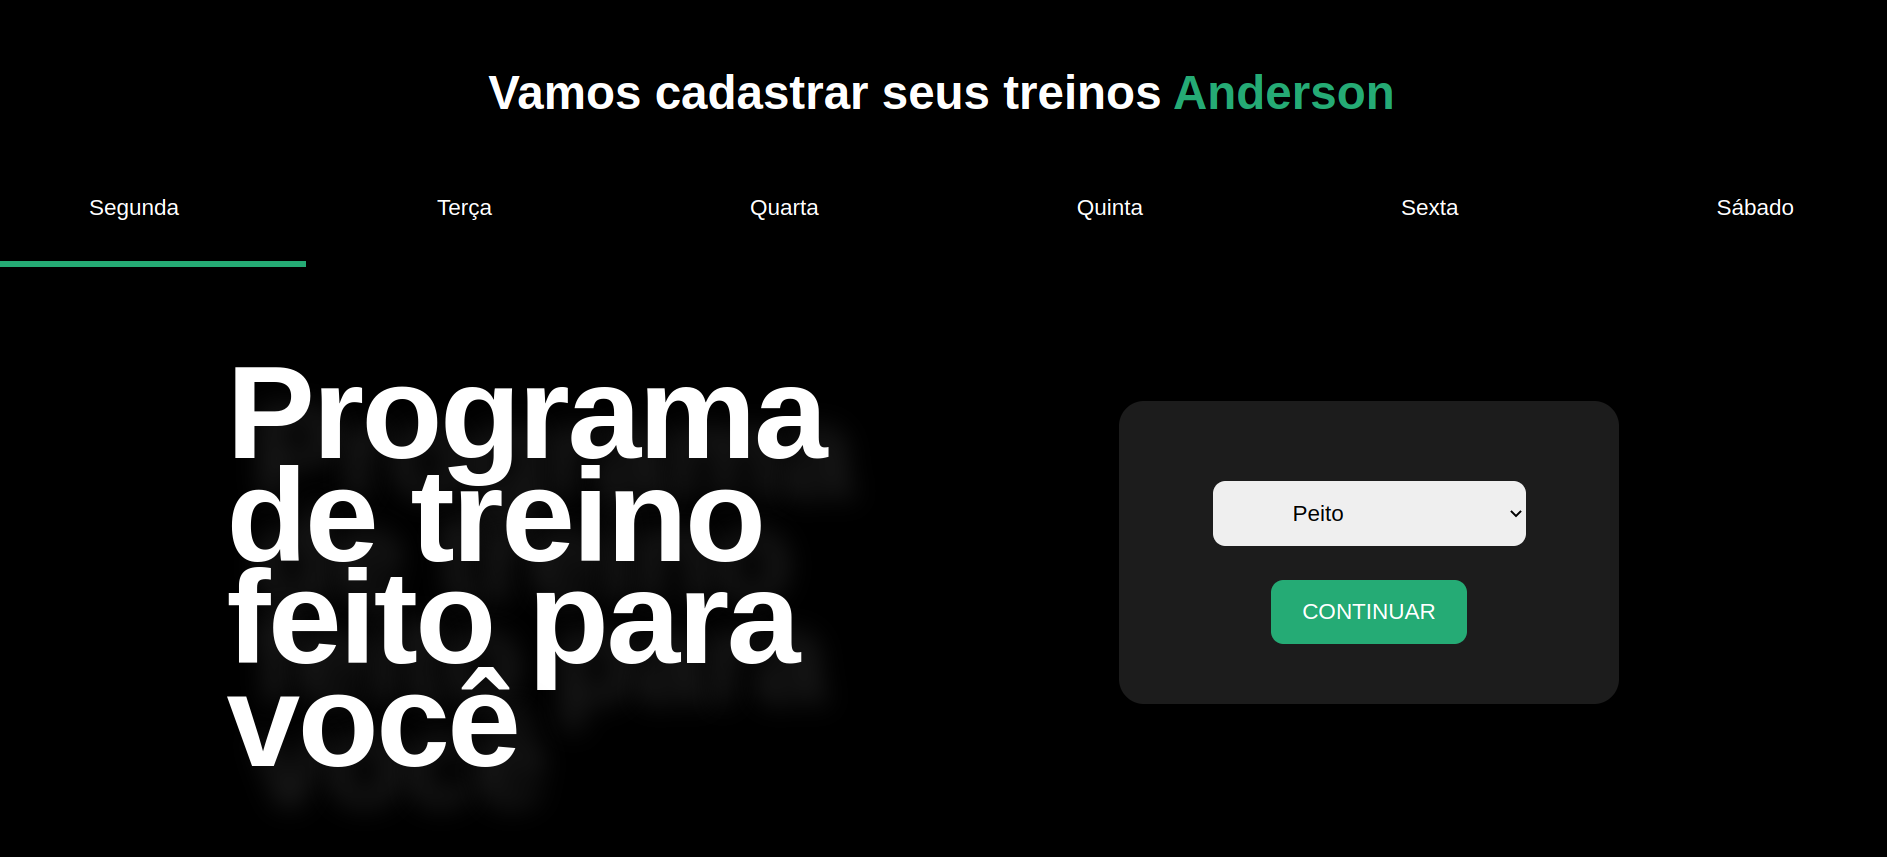 Vamos cadastrar seus treinos Anderson
Segunda Terça Quarta Quinta Sexta Sábado
Programa
de treino
feito para
você
Peito
CONTINUAR